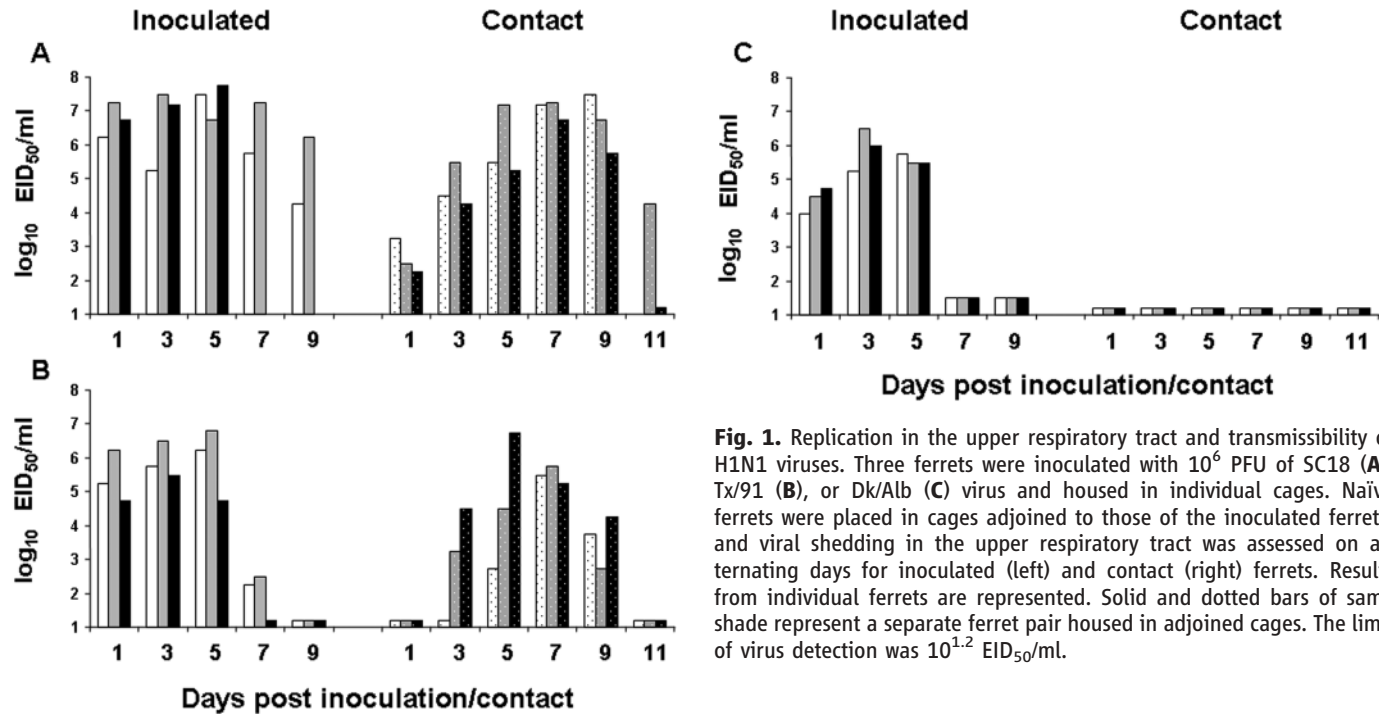 Inoculated Contact
A
8
7
6
5
4
3
2
1
log10 EID50/ml
1 3 5 7 9 1 3 5 7 9 11
B
8
7
6
5
4
3
2
1
log10 EID50/ml
1 3 5 7 9 1 3 5 7 9 11
Days post inoculation/contact
Inoculated Contact
C
8
7
6
5
4
3
2
1
log10 EID50/ml
1 3 5 7 9 1 3 5 7 9 11
Days post inoculation/contact
Fig. 1. Replication in the upper respiratory tract and transmissibility
H1N1 viruses. Three ferrets were inoculated with 10^6 PFU of SC18 (A
Tx/91 (B), or Dk/Alb (C) virus and housed in individual cages. Naïv
ferrets were placed in cages adjoined to those of the inoculated ferret
and viral shedding in the upper respiratory tract was assessed on a
ternating days for inoculated (left) and contact (right) ferrets. Result
from individual ferrets are represented. Solid and dotted bars of sam
shade represent a separate ferret pair housed in adjoined cages. The lim
of virus detection was 10^1.2 EID50/ml.